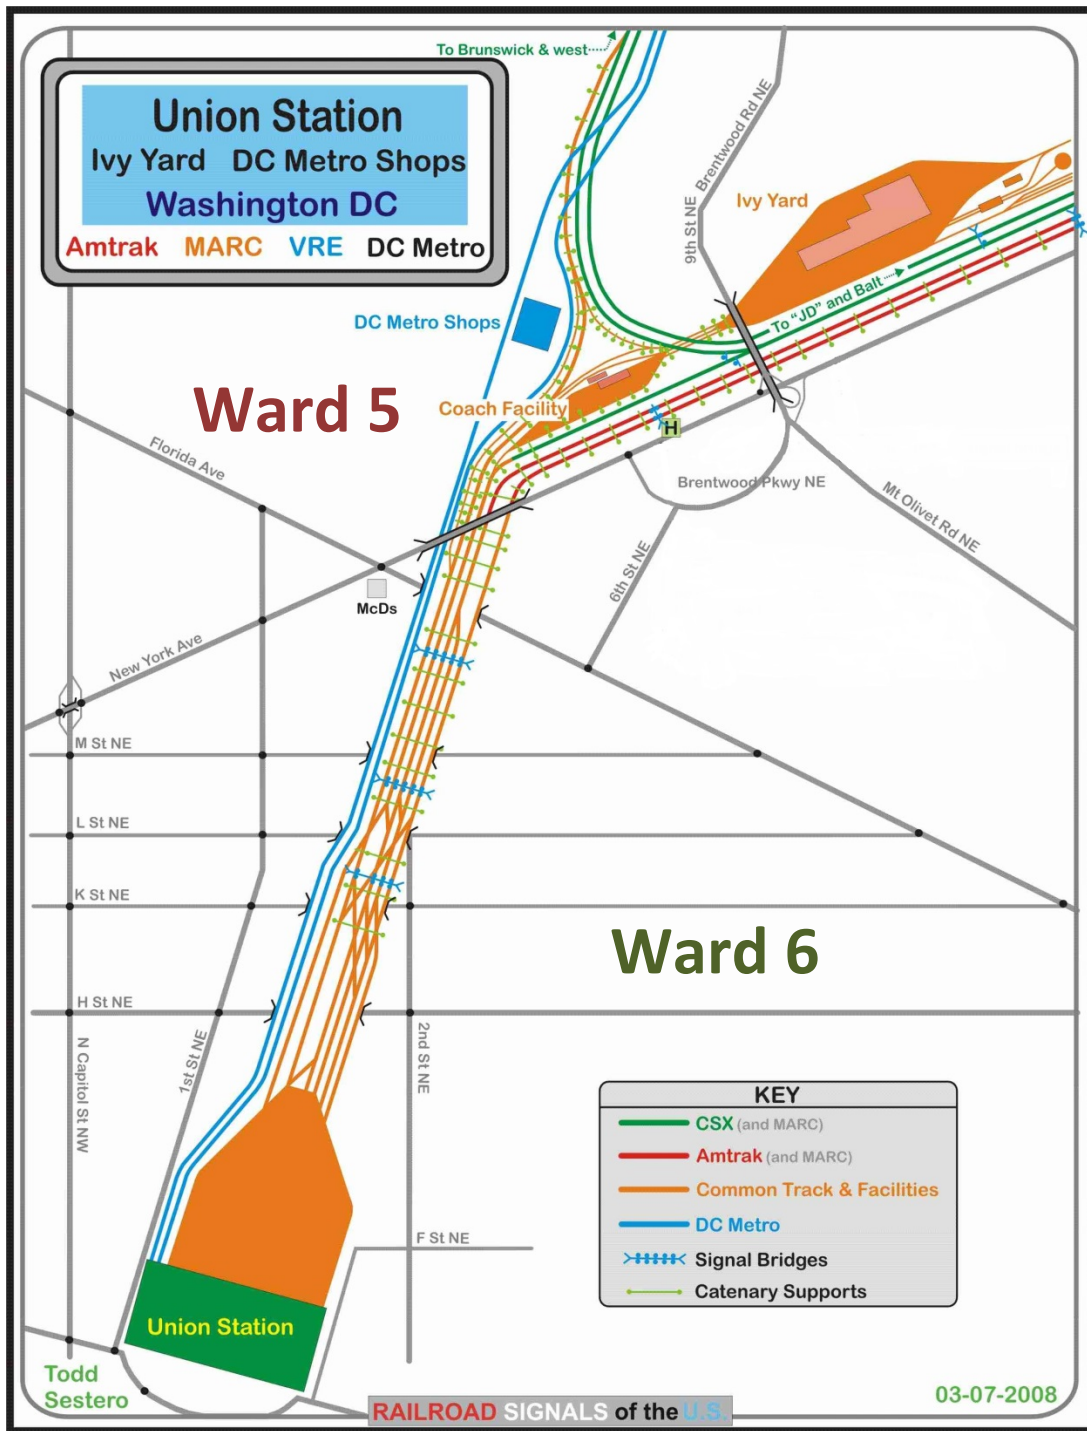 To Brunswick & west
Union Station
Ivy Yard DC Metro Shops
Washington DC
Amtrak MARC VRE DC Metro
Brentwood Rd NE
9th St NE
Ivy Yard
To "JD" and Balt
DC Metro Shops
Ward 5
Coach Facility
H
Florida Ave
Brentwood Pkwy NE
Mt Olivet Rd NE
6th St NE
McDs
New York Ave
M St NE
L St NE
K St NE
Ward 6
H St NE
N Capitol St NW
1st St NE
2nd St NE
KEY
CSX (and MARC)
Amtrak (and MARC)
Common Track & Facilities
DC Metro
Signal Bridges
Catenary Supports
F St NE
Union Station
Todd
Sestero
03-07-2008
RAILROAD SIGNALS of the U.S.